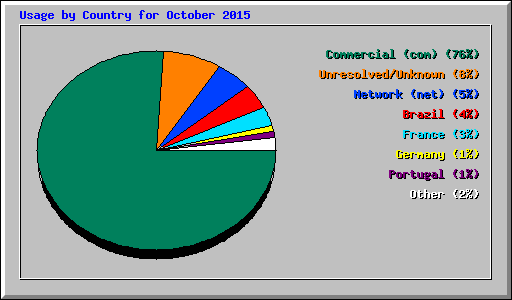 Usage by Country for October 2015
Commercial (com) (76%)
Unresolved/Unknown (8%)
Network (net) (5%)
Brazil (4%)
France (3%)
Germany (1%)
Portugal (1%)
Other (2%)